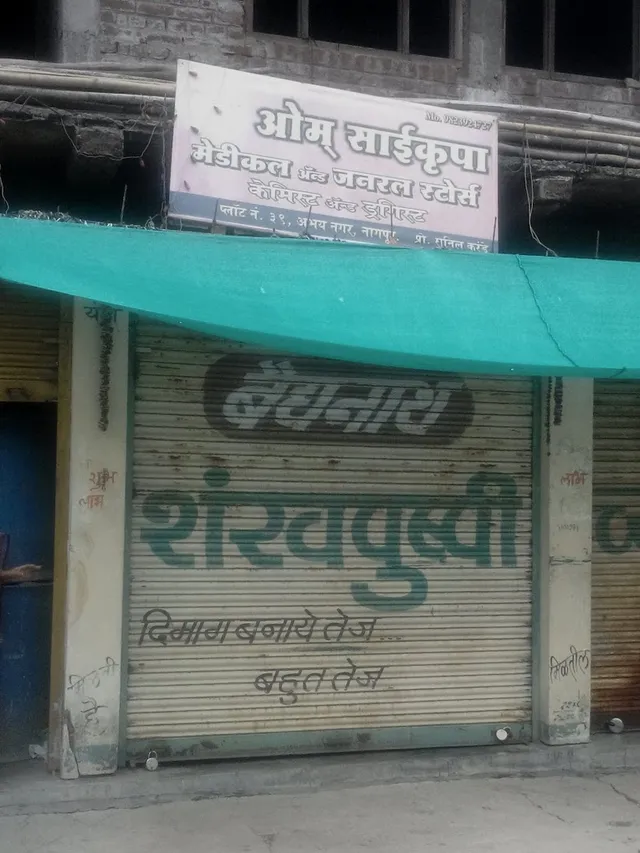 ओम् साईकृपा
मेडीकल अॅन्ड जनरल स्टोर्स
केमिस्ट अॅन्ड ड्रगिस्ट
प्लॉट नं. ३९, अभय नगर, नागपूर प्रो. सुनिल
बैद्यनाथ
शंखपुष्पी
दिमाग बनाये तेज...
बहुत तेज
शुभ
लाभ
लाभ